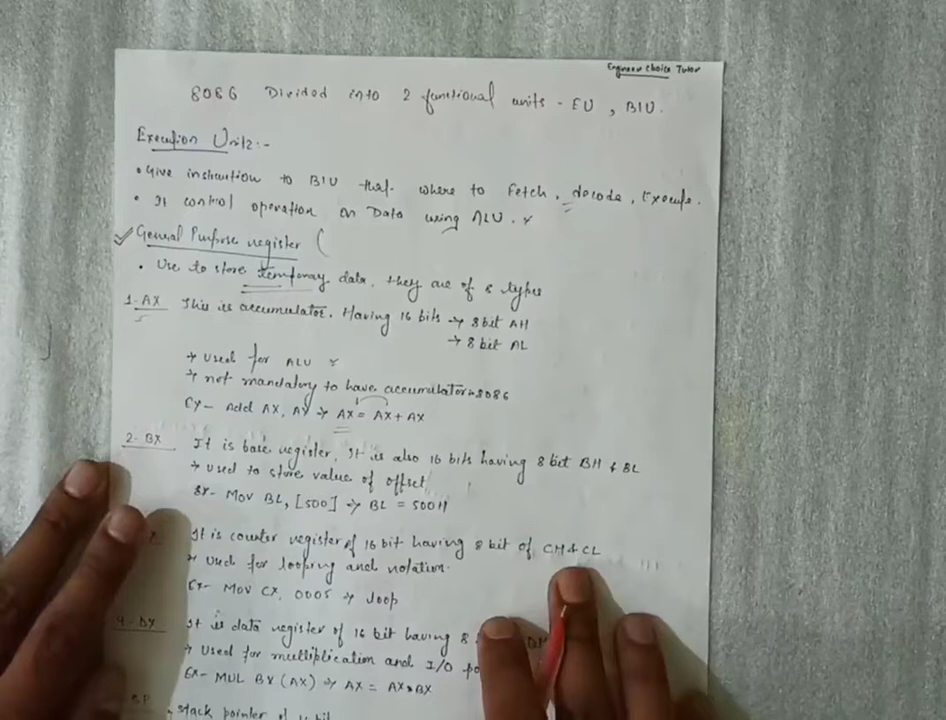 Engineer Choice Tutor
8086 Divided into 2 functional units - EU, BIU.
Execution Unit :-
• Give instruction to BIU that where to Fetch, decode, Execute.
• It control operation on Data using ALU.
General Purpose register (
• Use to store temporary data, they are of 8 types
1. AX This is accumulator. Having 16 bits → 8 bit AH
→ 8 bit AL
→ Used for ALU
→ not mandatory to have accumulator in 8086
Ex- Add AX, AX → AX = AX + AX
2- BX It is base register. It is also 16 bits having 8 bit BH & BL
→ used to store value of offset
Ex- Mov BL, [500] → BL = 500H
It is counter register of 16 bit having 8 bit of CH & CL
→ Used for looping and rotation.
Ex- Mov CX, 0005 → loop
4- DX It is data register of 16 bit having 8
→ Used for multiplication and I/O po
Ex- MUL BX (AX) → AX = AX * BX
SP stack pointer of 16 bit